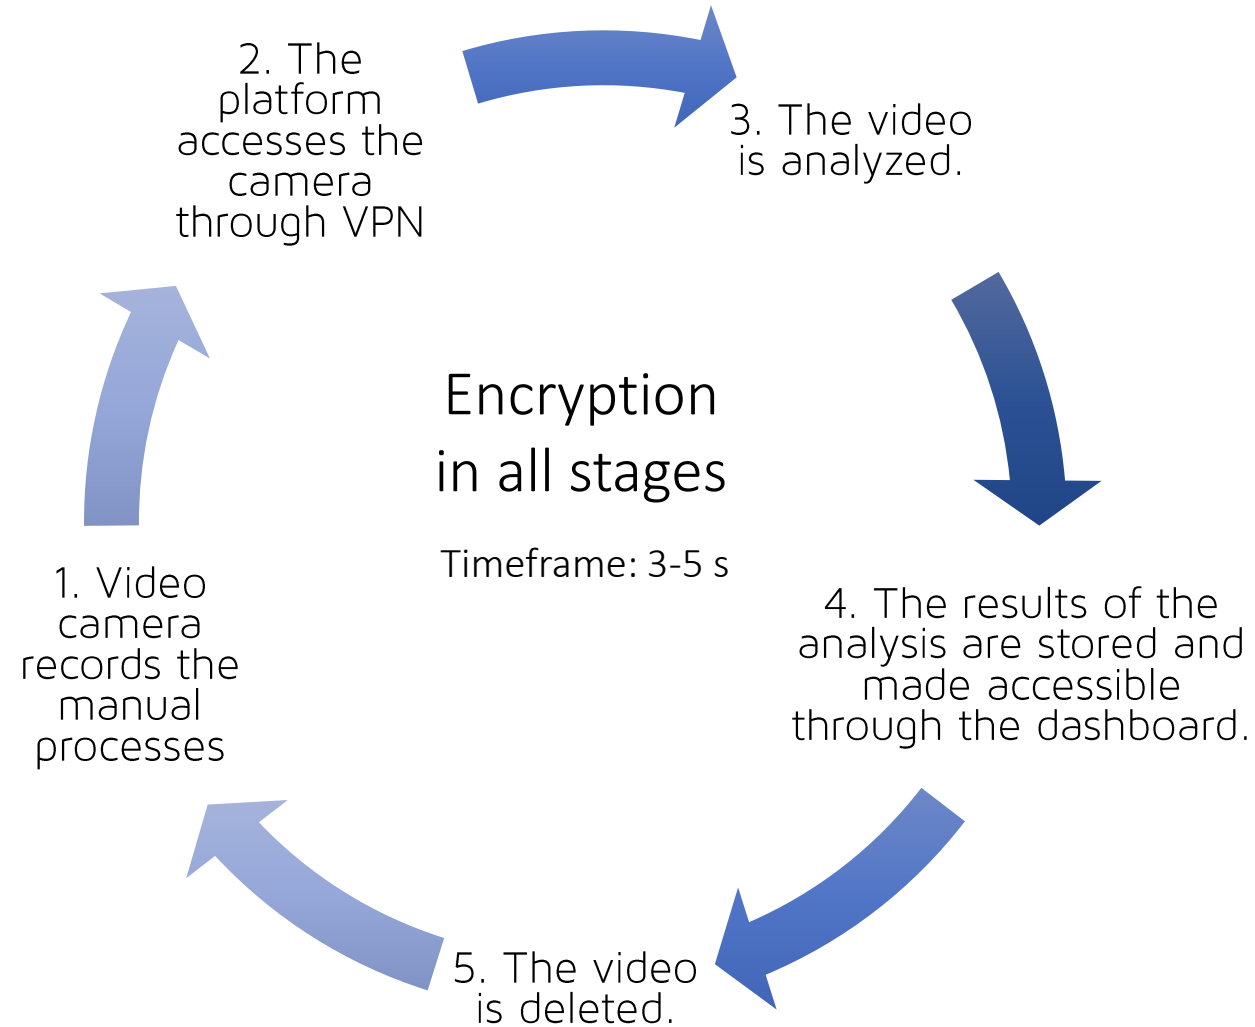 2. The
platform
accesses the
camera
through VPN
3. The video
is analyzed.
Encryption
in all stages
Timeframe: 3-5 s
1. Video
camera
records the
manual
processes
4. The results of the
analysis are stored and
made accessible
through the dashboard.
5. The video
is deleted.